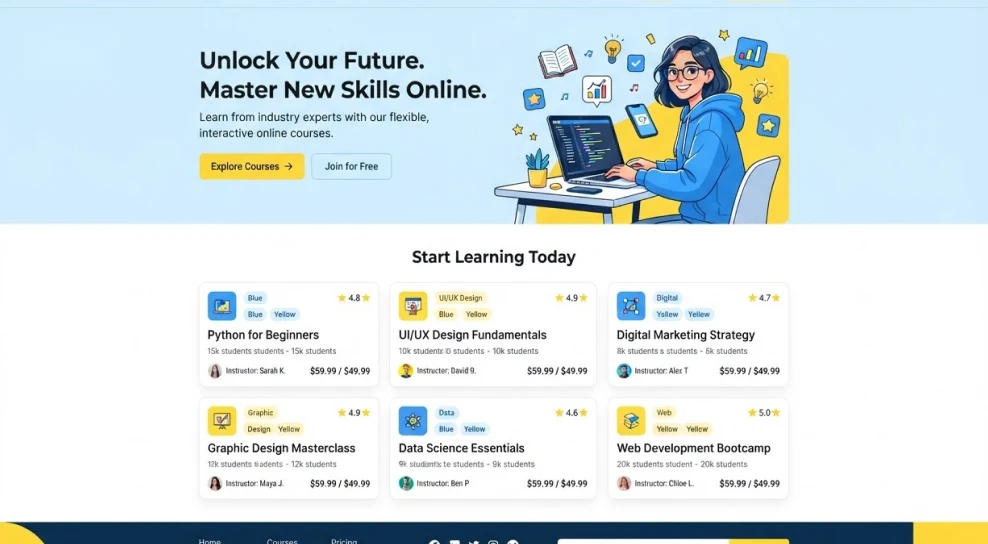 Unlock Your Future.
Master New Skills Online.
Learn from industry experts with our flexible,
interactive online courses.
Explore Courses →
Join for Free
Start Learning Today
Blue
4.8
Blue Yellow
Python for Beginners
15k students students - 15k students
Instructor: Sarah K.
$59.99 / $49.99
UI/UX Design
4.9
Blue Yellow
UI/UX Design Fundamentals
10k students - 10k students
Instructor: David
$59.99 / $49.99
Digital
4.7
Yellow
Digital Marketing Strategy
8k students students
Instructor: Alex T
$59.99 / $49.99
Graphic
4.9
Design Yellow
Graphic Design Masterclass
12k students - 12k students
Instructor: Maya J.
$59.99 / $49.99
Dsta
4.6
Blue Yellow
Data Science Essentials
9k students - 9k students
Instructor: Ben P
$59.99 / $49.99
Web
5.0
Yellow Yellow
Web Development Bootcamp
20k students student - 20k students
Instructor: Chloe L.
$59.99 / $49.99
Home
Courses
Pricing